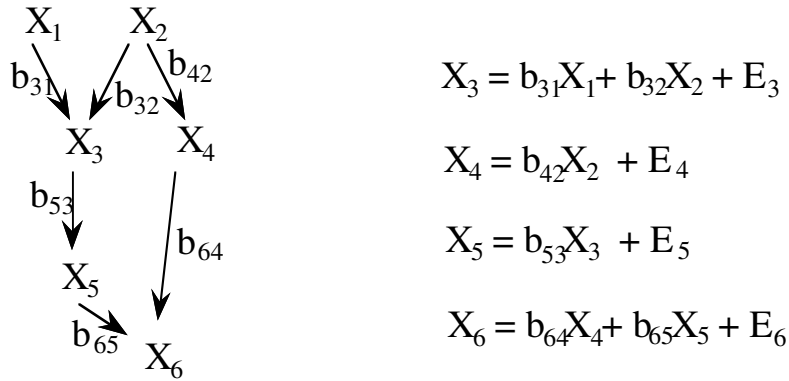 X₁ X₂
b₃₁ b₃₂ b₄₂
X₃ X₄
b₅₃ b₆₄
X₅
b₆₅
X₆
X₃ = b₃₁X₁+ b₃₂X₂ + E₃
X₄ = b₄₂X₂ + E₄
X₅ = b₅₃X₃ + E₅
X₆ = b₆₄X₄+ b₆₅X₅ + E₆